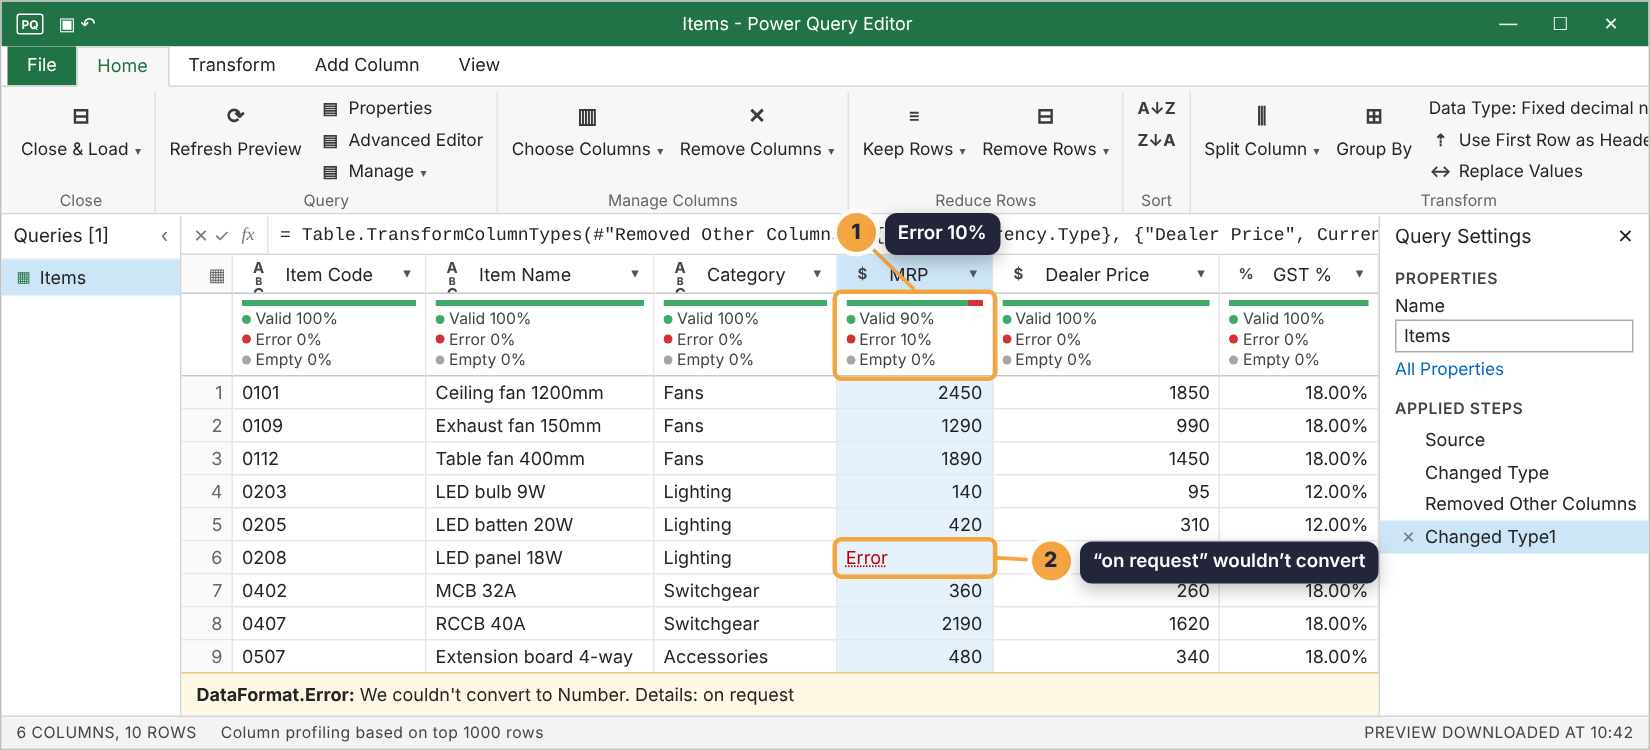 PQ
Items - Power Query Editor
File Home Transform Add Column View
Close & Load
Close
Refresh Preview
Properties
Advanced Editor
Manage
Query
Choose Columns Remove Columns
Manage Columns
Keep Rows Remove Rows
Reduce Rows
A↓Z
Z↓A
Sort
Split Column Group By
Data Type: Fixed decimal n
Use First Row as Heade
Replace Values
Transform
Queries [1]
Items
fx = Table.TransformColumnTypes(#"Removed Other Column
rency.Type}, {"Dealer Price", Curren
1 Error 10%
ABC Item Code ABC Item Name ABC Category $ MRP $ Dealer Price % GST %
Valid 100% Valid 100% Valid 100% Valid 90% Valid 100% Valid 100%
Error 0% Error 0% Error 0% Error 10% Error 0% Error 0%
Empty 0% Empty 0% Empty 0% Empty 0% Empty 0% Empty 0%
1 0101 Ceiling fan 1200mm Fans 2450 1850 18.00%
2 0109 Exhaust fan 150mm Fans 1290 990 18.00%
3 0112 Table fan 400mm Fans 1890 1450 18.00%
4 0203 LED bulb 9W Lighting 140 95 12.00%
5 0205 LED batten 20W Lighting 420 310 12.00%
6 0208 LED panel 18W Lighting Error
2 “on request” wouldn’t convert
7 0402 MCB 32A Switchgear 360 260 18.00%
8 0407 RCCB 40A Switchgear 2190 1620 18.00%
9 0507 Extension board 4-way Accessories 480 340 18.00%
DataFormat.Error: We couldn't convert to Number. Details: on request
Query Settings
PROPERTIES
Name
Items
All Properties
APPLIED STEPS
Source
Changed Type
Removed Other Columns
Changed Type1
6 COLUMNS, 10 ROWS Column profiling based on top 1000 rows
PREVIEW DOWNLOADED AT 10:42